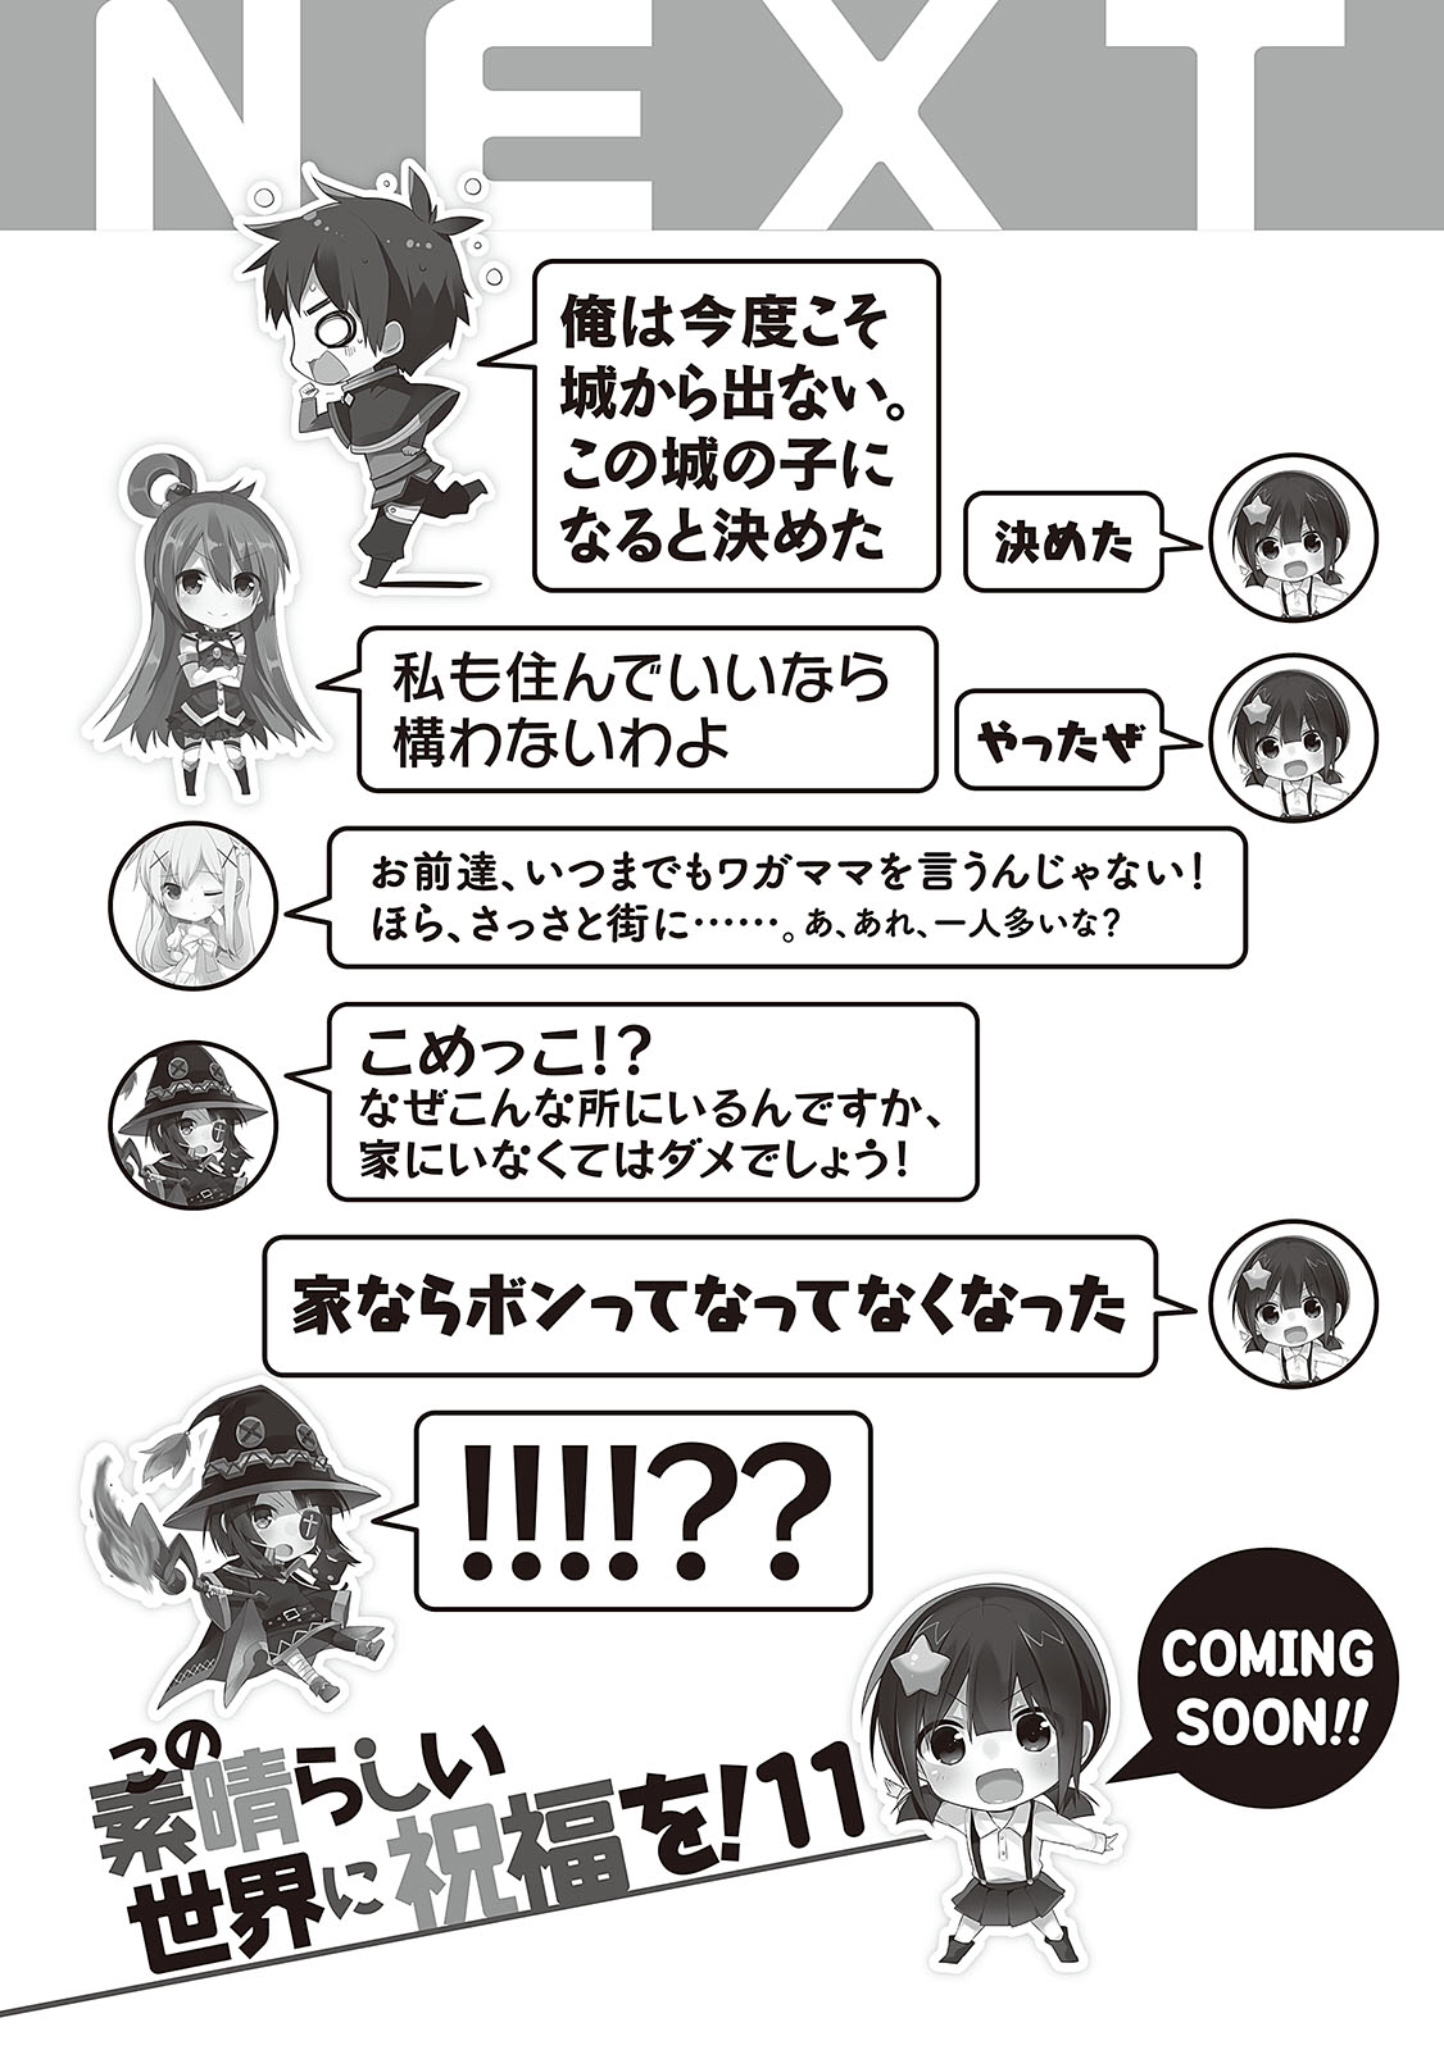 NEXT
俺は今度こそ
城から出ない。
この城の子に
なると決めた
決めた
私も住んでいいなら
構わないわよ
やったぜ
お前達、いつまでもワガママを言うんじゃない！
ほら、さっさと街に……。あ、あれ、一人多いな？
こめっこ！？
なぜこんな所にいるんですか、
家にいなくてはダメでしょう！
家ならボンってなってなくなった
!!!!??
COMING
SOON!!
この
素晴らしい
世界に祝福を！11